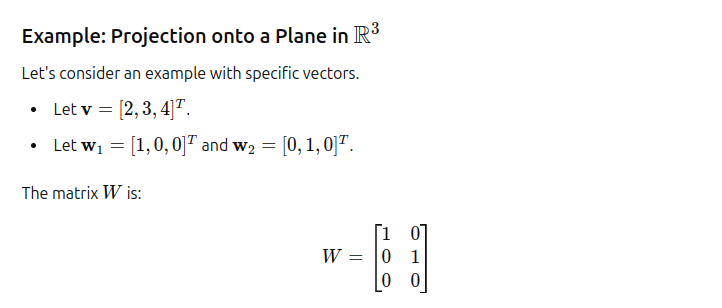 Example: Projection onto a Plane in ℝ³
Let's consider an example with specific vectors.
• Let v = [2, 3, 4]ᵀ.
• Let w₁ = [1, 0, 0]ᵀ and w₂ = [0, 1, 0]ᵀ.
The matrix W is:
W = [1 0
0 1
0 0]